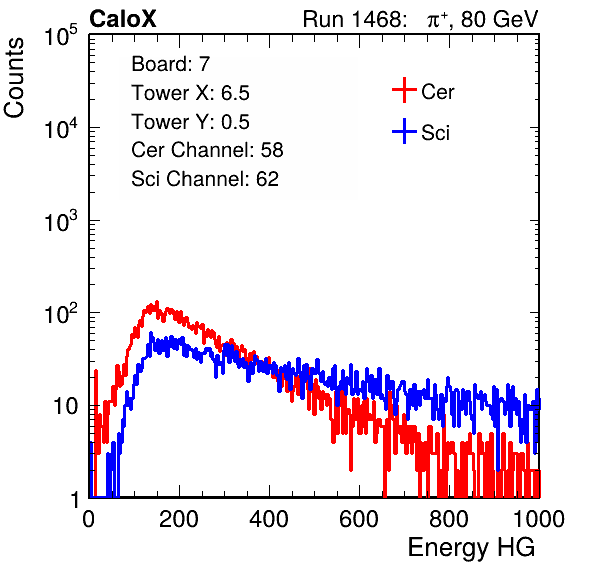 CaloX Run 1468: π⁺, 80 GeV
Counts
10⁵
10⁴
10³
10²
10
1
Board: 7
Tower X: 6.5
Tower Y: 0.5
Cer Channel: 58
Sci Channel: 62
Cer
Sci
0 200 400 600 800 1000
Energy HG